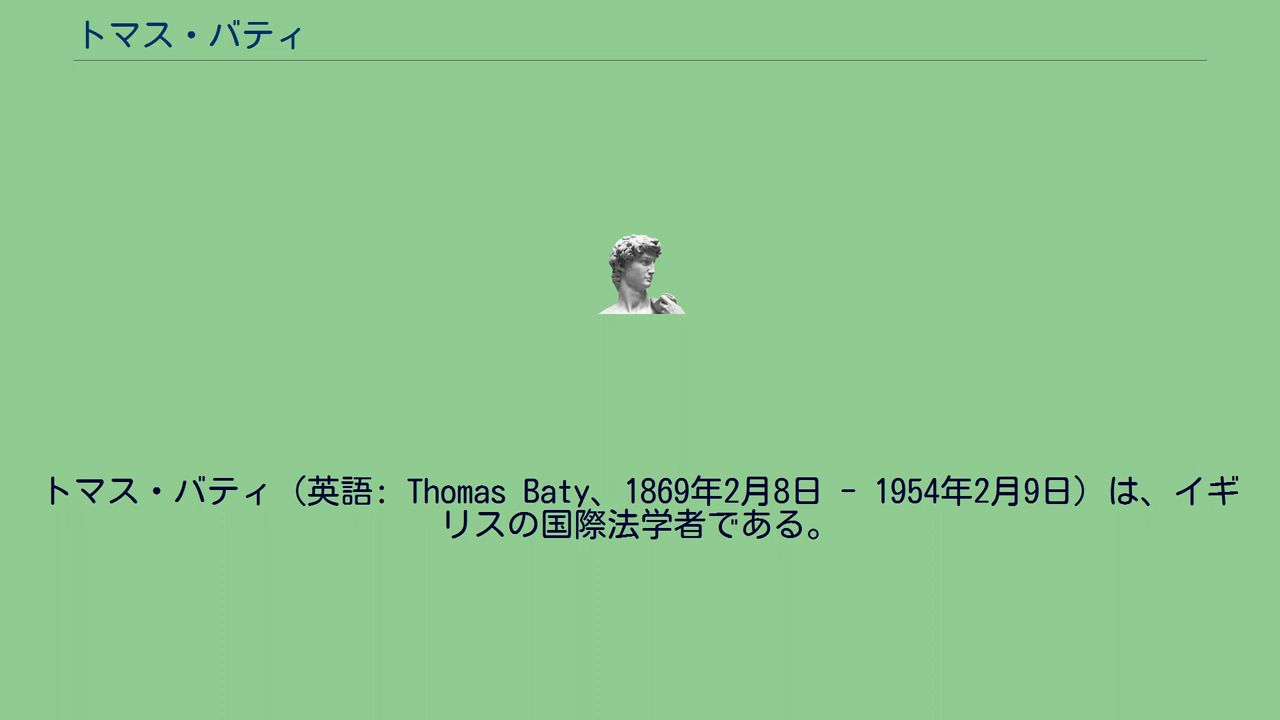 トマス・バティ
トマス・バティ（英語: Thomas Baty、1869年2月8日 - 1954年2月9日）は、イギ
リスの国際法学者である。